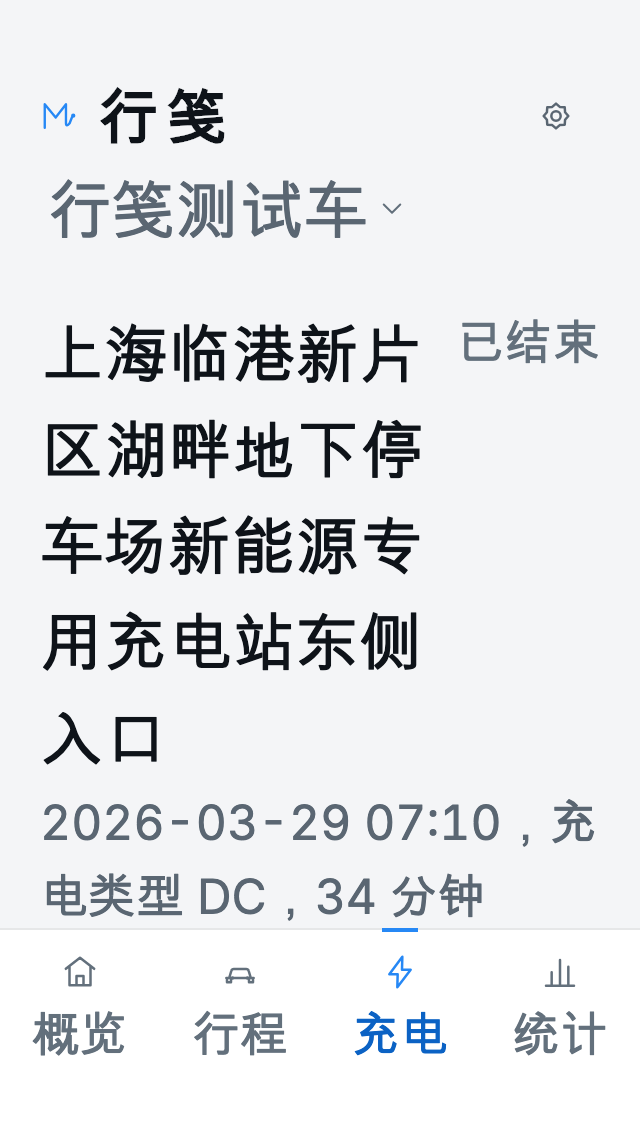 行笺
行笺测试车
上海临港新片
已结束
区湖畔地下停
车场新能源专
用充电站东侧
入口
2026-03-29 07:10，充
电类型 DC，34 分钟
概览
行程
充电
统计